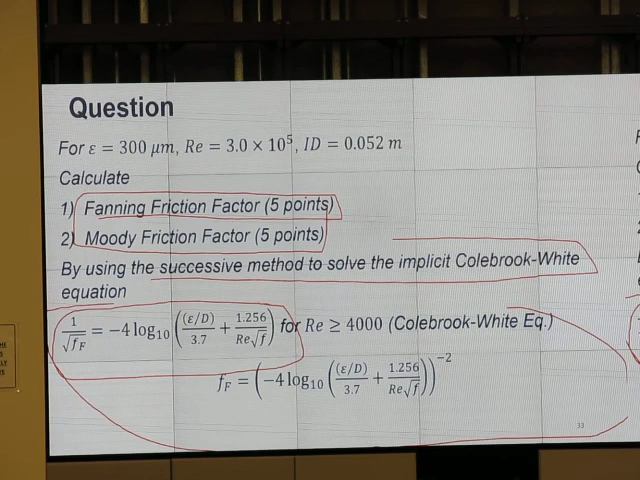 Question
For ε = 300 μm, Re = 3.0 × 10⁵, ID = 0.052 m
Calculate
1) Fanning Friction Factor (5 points)
2) Moody Friction Factor (5 points)
By using the successive method to solve the implicit Colebrook-White
equation
1/√f_F = −4 log₁₀ ((ε/D)/3.7 + 1.256/(Re√f)) for Re ≥ 4000 (Colebrook-White Eq.)
f_F = (−4 log₁₀ ((ε/D)/3.7 + 1.256/(Re√f)))⁻²
33